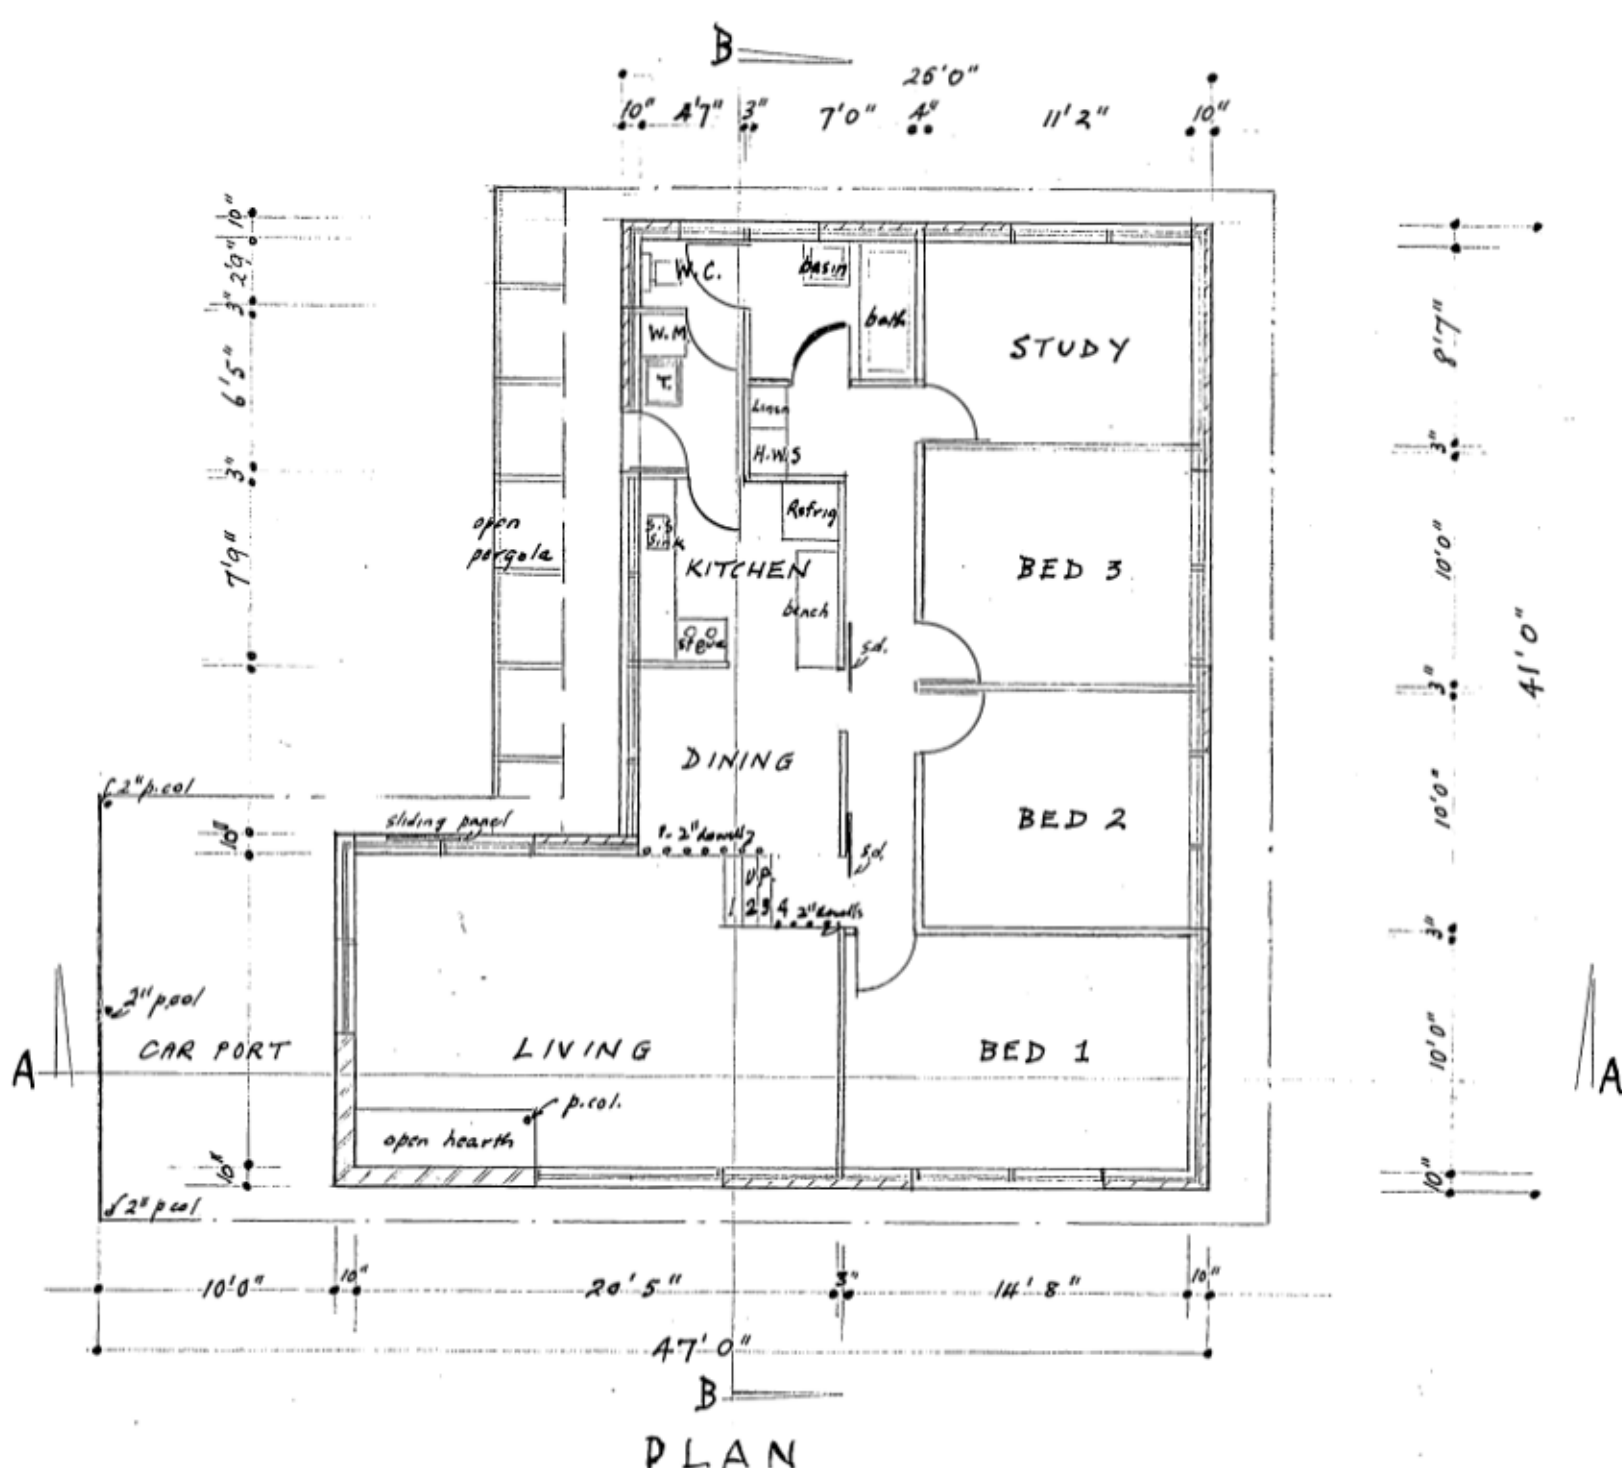 B
25'0"
10" 4'7" 3" 7'0" 4" 11'2" 10"
10"
2'9"
3"
6'5"
3"
7'9"
10"
10"
W.C.
basin
bath
STUDY
W.M.
T.
Linen
H.W.S
open
pergola
S.S
Sink
Refrig
KITCHEN
bench
stove
BED 3
s.d.
DINING
BED 2
2" p.col
sliding panel
2" dowels
s.d.
UP.
1 2 3 4 2" dowels
2" p.col
CAR PORT
LIVING
BED 1
A
A
p.col.
open hearth
2" p.col
8'7"
3"
10'0"
3"
10'0"
3"
10'0"
10"
41'0"
10'0" 10" 20'5" 3" 14'8" 10"
47'0"
B
PLAN